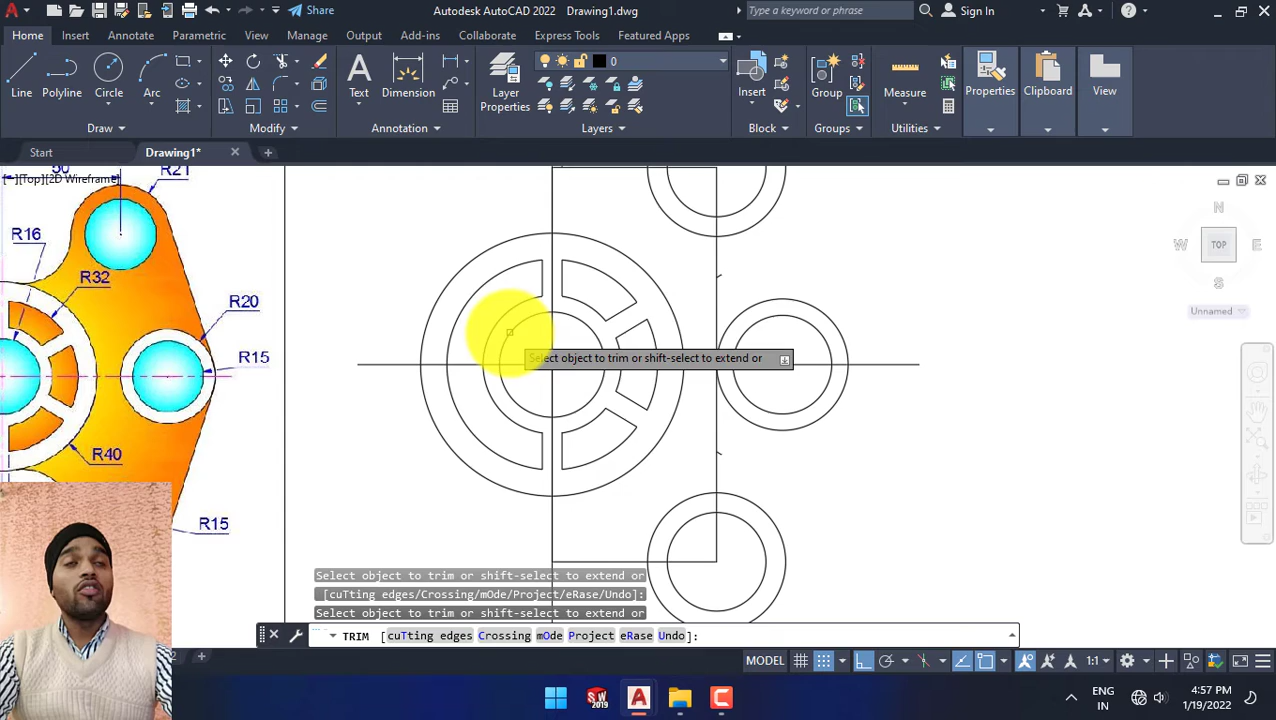 Share
Autodesk AutoCAD 2022 Drawing1.dwg
Type a keyword or phrase
Sign In
Home Insert Annotate Parametric View Manage Output Add-ins Collaborate Express Tools Featured Apps
Line Polyline Circle Arc
Text Dimension
Layer Properties
0
Insert
Group
Measure
Properties
Clipboard
View
Draw Modify Annotation Layers Block Groups Utilities
Start Drawing1*
[−][Top][2D Wireframe]
50
R21
R16
R32
R20
R15
R40
R15
N
W TOP E
S
Unnamed
Select object to trim or shift-select to extend or
Select object to trim or shift-select to extend or
[cuTting edges/Crossing/mOde/Project/eRase/Undo]:
Select object to trim or shift-select to extend or
TRIM [cuTting edges Crossing mOde Project eRase Undo]:
2
MODEL
1:1
SW
2019
A
C
ENG
IN
4:57 PM
1/19/2022